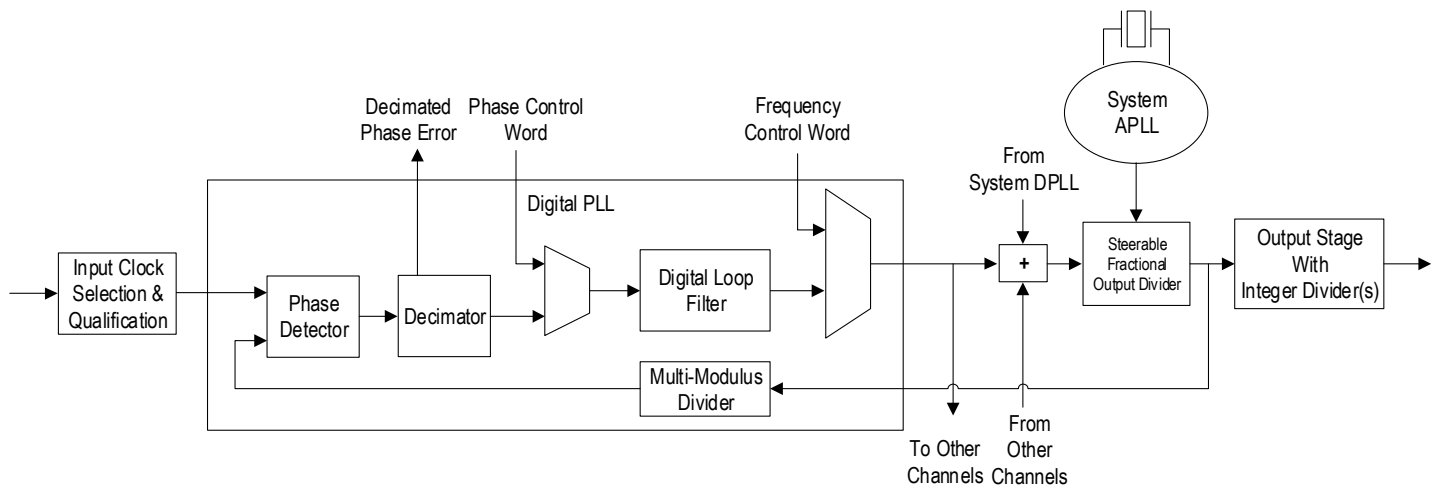 System
APLL
Decimated
Phase Error
Phase Control
Word
Frequency
Control Word
From
System DPLL
Digital PLL
Input Clock
Selection &
Qualification
Phase
Detector
Decimator
Digital Loop
Filter
+
Steerable
Fractional
Output Divider
Output Stage
With
Integer Divider(s)
Multi-Modulus
Divider
To Other
Channels
From
Other
Channels